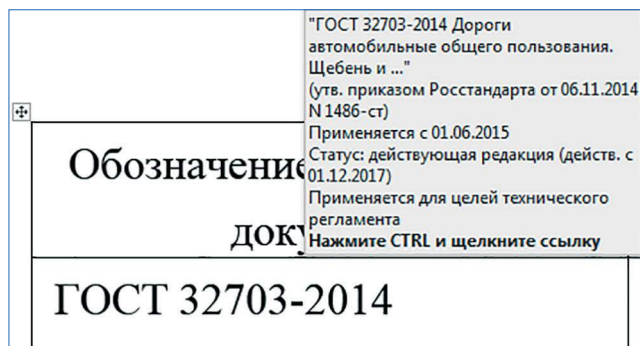 "ГОСТ 32703-2014 Дороги
автомобильные общего пользования.
Щебень и ..."
(утв. приказом Росстандарта от 06.11.2014
N 1486-ст)
Применяется с 01.06.2015
Статус: действующая редакция (действ. с
01.12.2017)
Применяется для целей технического
регламента
Нажмите CTRL и щелкните ссылку
Обозначение
доку
ГОСТ 32703-2014